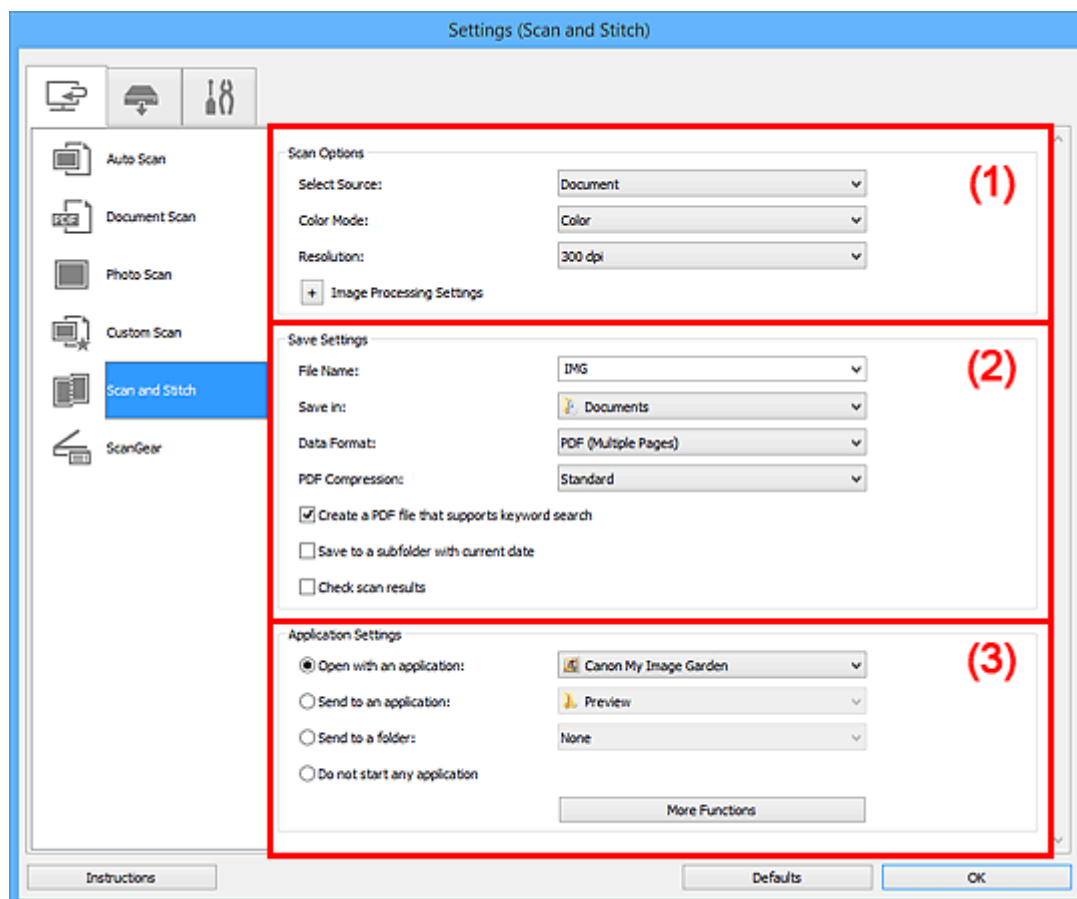 Settings (Scan and Stitch)
Auto Scan
PDF
Document Scan
Photo Scan
Custom Scan
Scan and Stitch
ScanGear
Scan Options
(1)
Select Source: Document
Color Mode: Color
Resolution: 300 dpi
+ Image Processing Settings
Save Settings
(2)
File Name: IMG
Save in: Documents
Data Format: PDF (Multiple Pages)
PDF Compression: Standard
Create a PDF file that supports keyword search
Save to a subfolder with current date
Check scan results
Application Settings
(3)
Open with an application: Canon My Image Garden
Send to an application: Preview
Send to a folder: None
Do not start any application
More Functions
Instructions Defaults OK